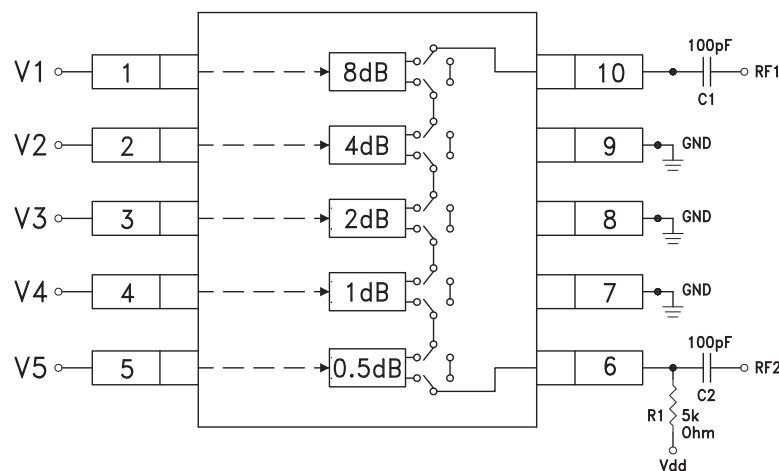 V1 1 8dB 10 100pF C1 RF1
V2 2 4dB 9 GND
V3 3 2dB 8 GND
V4 4 1dB 7 GND
V5 5 0.5dB 6 100pF C2 RF2
R1 5k
Ohm
Vdd